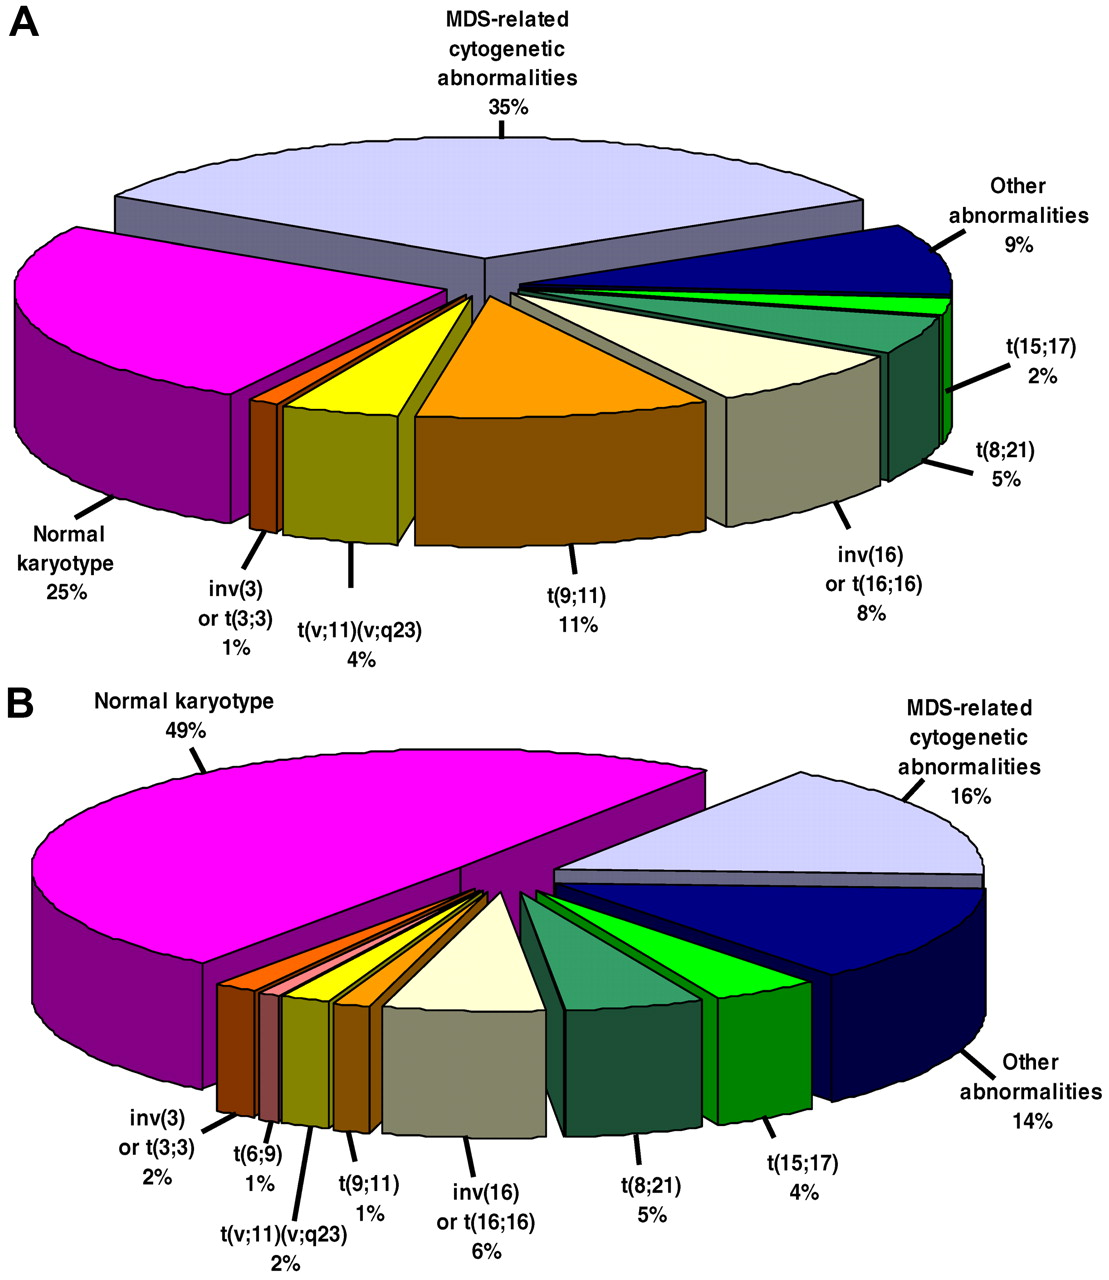 A
MDS-related
cytogenetic
abnormalities
35%
Other
abnormalities
9%
t(15;17)
2%
t(8;21)
5%
inv(16)
or t(16;16)
8%
t(9;11)
11%
t(v;11)(v;q23)
4%
inv(3)
or t(3;3)
1%
Normal
karyotype
25%
B
Normal karyotype
49%
MDS-related
cytogenetic
abnormalities
16%
Other
abnormalities
14%
t(15;17)
4%
t(8;21)
5%
inv(16)
or t(16;16)
6%
t(9;11)
1%
t(v;11)(v;q23)
2%
t(6;9)
1%
inv(3)
or t(3;3)
2%